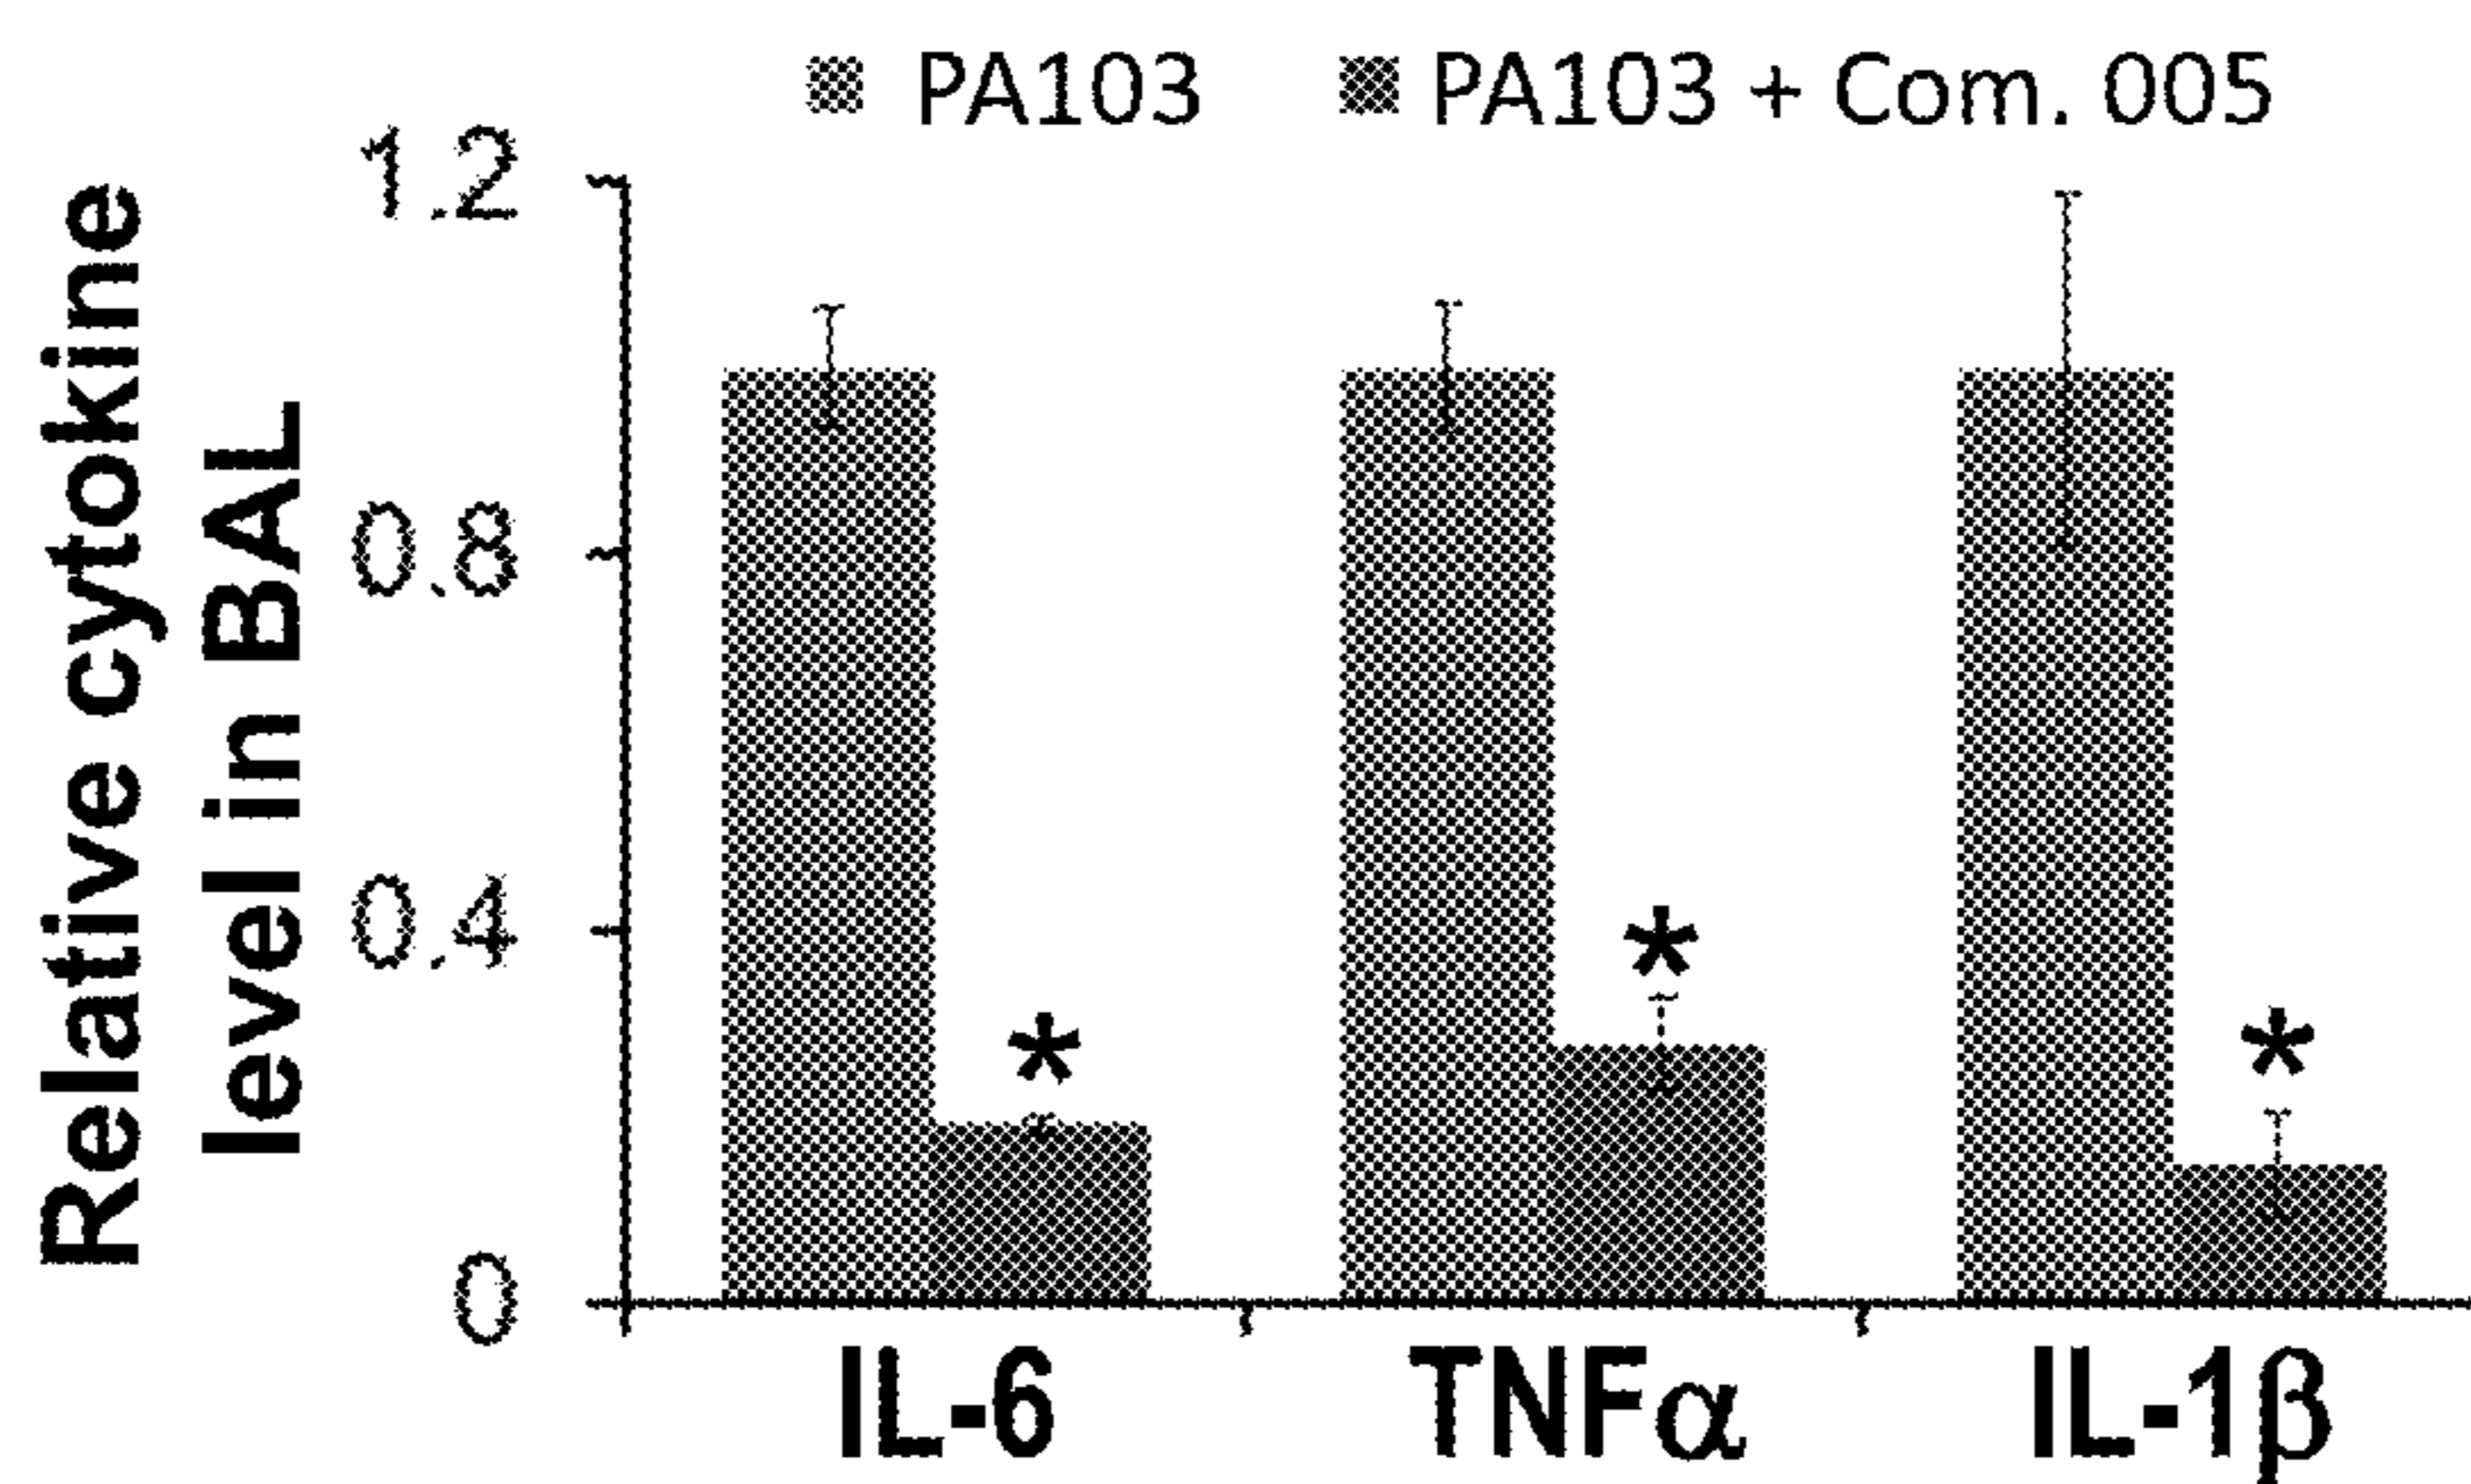 PA103 PA103 + Com. 005
Relative cytokine
level in BAL
1.2
0.8
0.4
0
*
*
*
IL-6 TNFα IL-1β